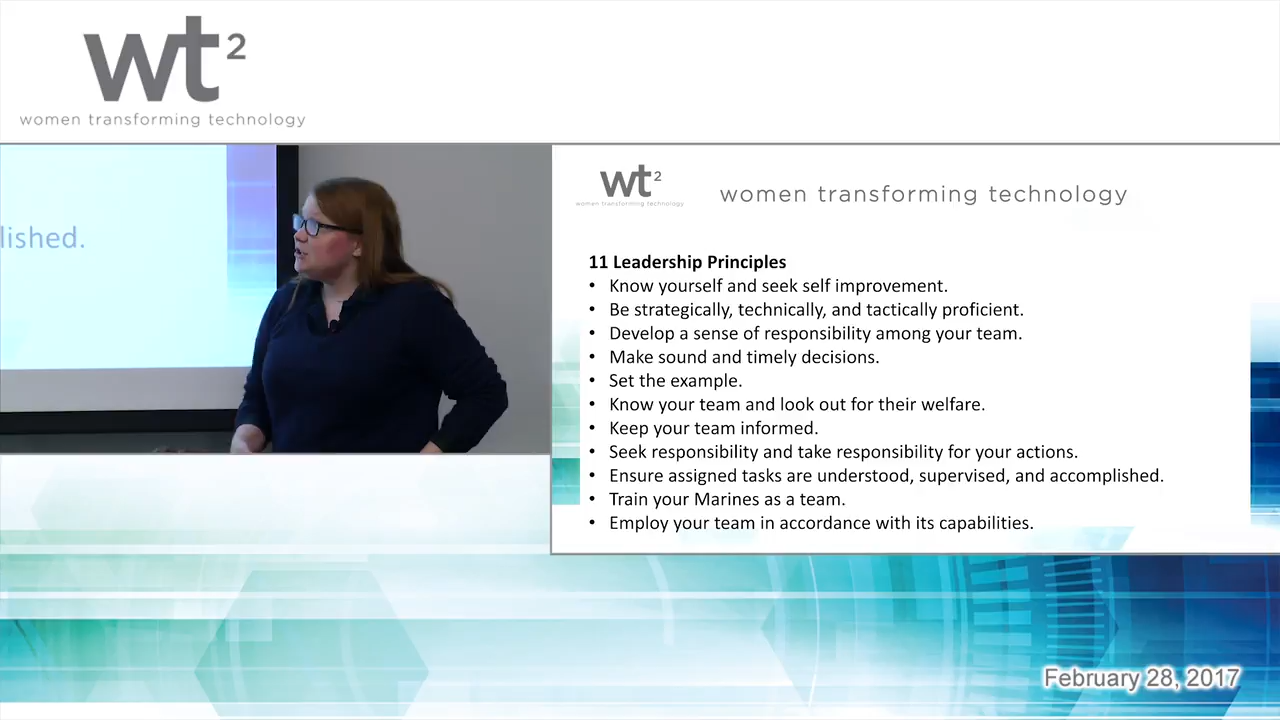 wt2
women transforming technology
lished.
wt2
women transforming technology
women transforming technology
11 Leadership Principles
• Know yourself and seek self improvement.
• Be strategically, technically, and tactically proficient.
• Develop a sense of responsibility among your team.
• Make sound and timely decisions.
• Set the example.
• Know your team and look out for their welfare.
• Keep your team informed.
• Seek responsibility and take responsibility for your actions.
• Ensure assigned tasks are understood, supervised, and accomplished.
• Train your Marines as a team.
• Employ your team in accordance with its capabilities.
February 28, 2017